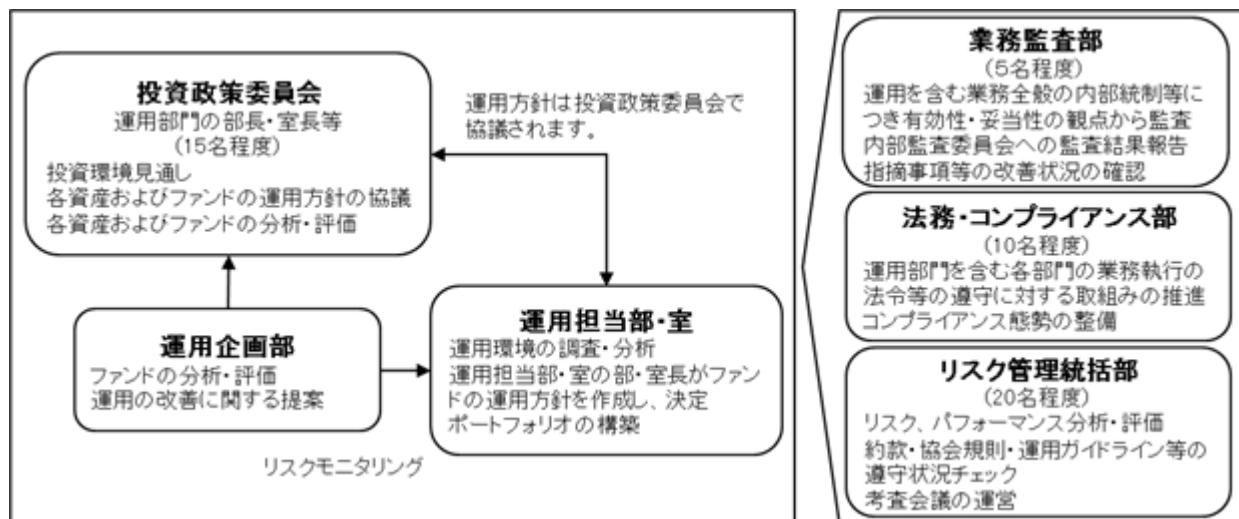 投資政策委員会
運用部門の部長・室長等
(15名程度)
投資環境見通し
各資産およびファンドの運用方針の協議
各資産およびファンドの分析・評価
運用方針は投資政策委員会で
協議されます。
運用企画部
ファンドの分析・評価
運用の改善に関する提案
運用担当部・室
運用環境の調査・分析
運用担当部・室の部・室長がファン
ドの運用方針を作成し、決定
ポートフォリオの構築
リスクモニタリング
業務監査部
(5名程度)
運用を含む業務全般の内部統制等に
つき有効性・妥当性の観点から監査
内部監査委員会への監査結果報告
指摘事項等の改善状況の確認
法務・コンプライアンス部
(10名程度)
運用部門を含む各部門の業務執行の
法令等の遵守に対する取組みの推進
コンプライアンス態勢の整備
リスク管理統括部
(20名程度)
リスク、パフォーマンス分析・評価
約款・協会規則・運用ガイドライン等の
遵守状況チェック
考査会議の運営